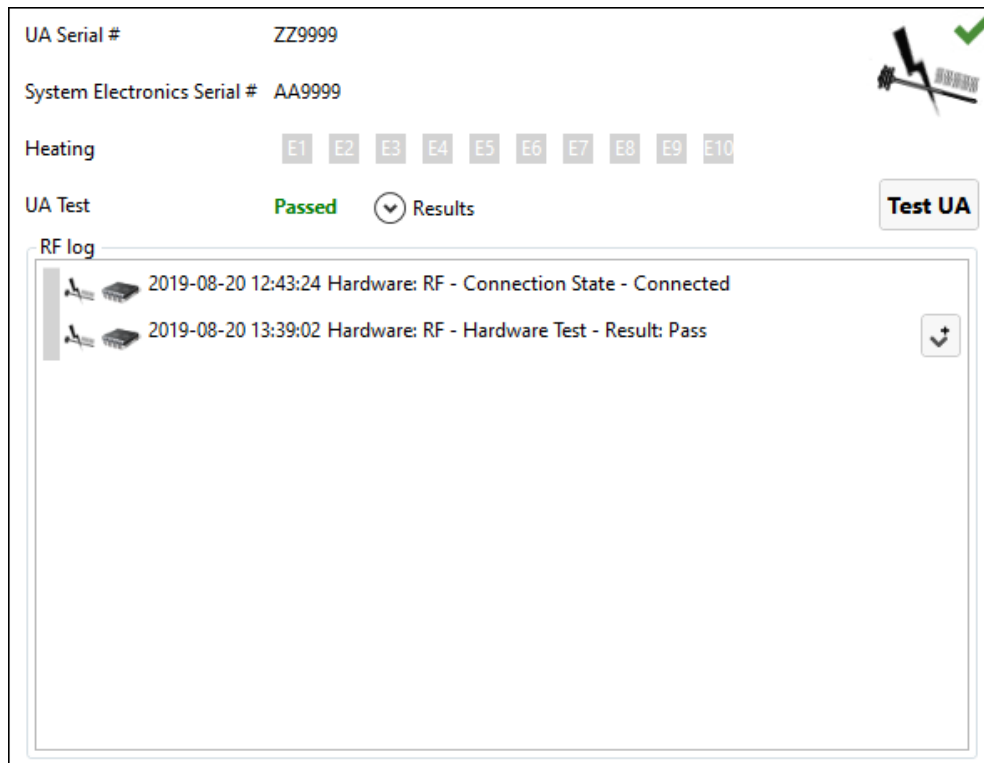 UA Serial # ZZ9999
System Electronics Serial # AA9999
Heating E1 E2 E3 E4 E5 E6 E7 E8 E9 E10
UA Test Passed Results Test UA
RF log
2019-08-20 12:43:24 Hardware: RF - Connection State - Connected
2019-08-20 13:39:02 Hardware: RF - Hardware Test - Result: Pass